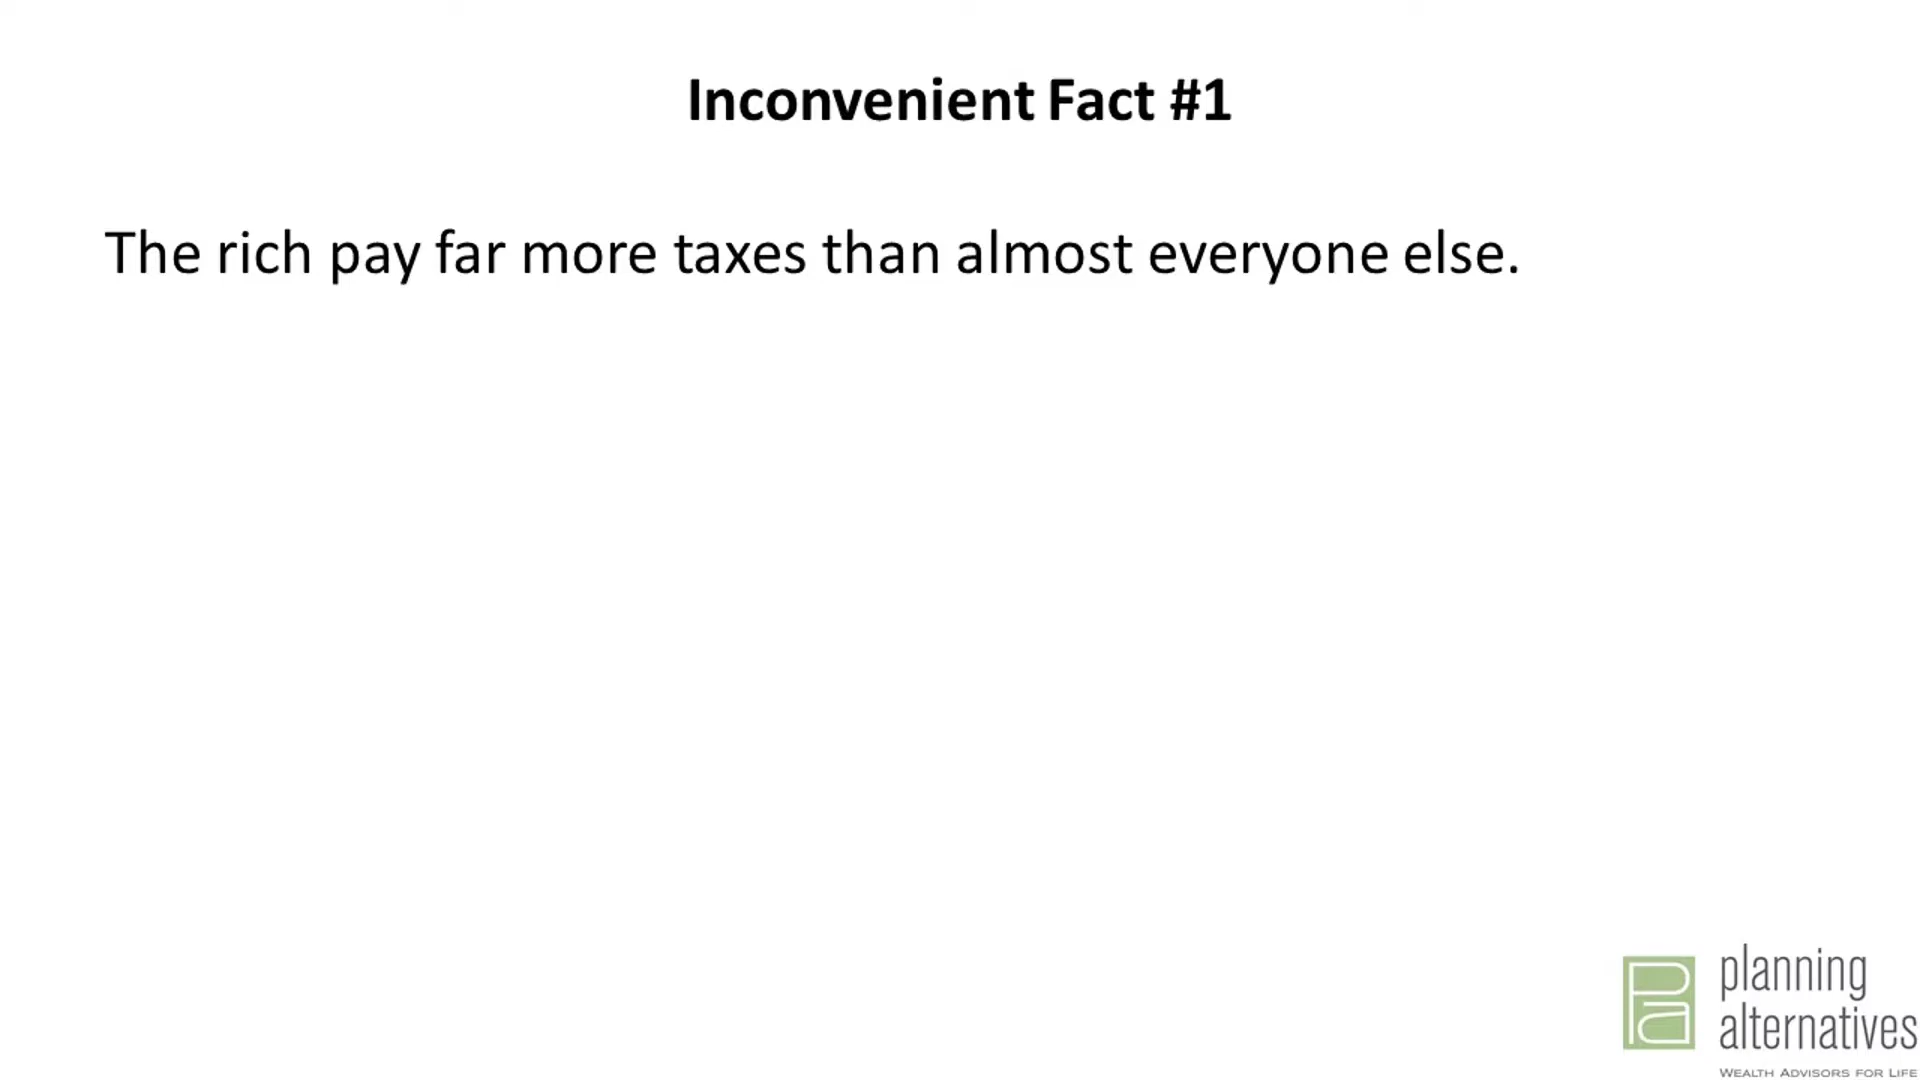 Inconvenient Fact #1
The rich pay far more taxes than almost everyone else.
Pa
planning
alternatives
WEALTH ADVISORS FOR LIFE